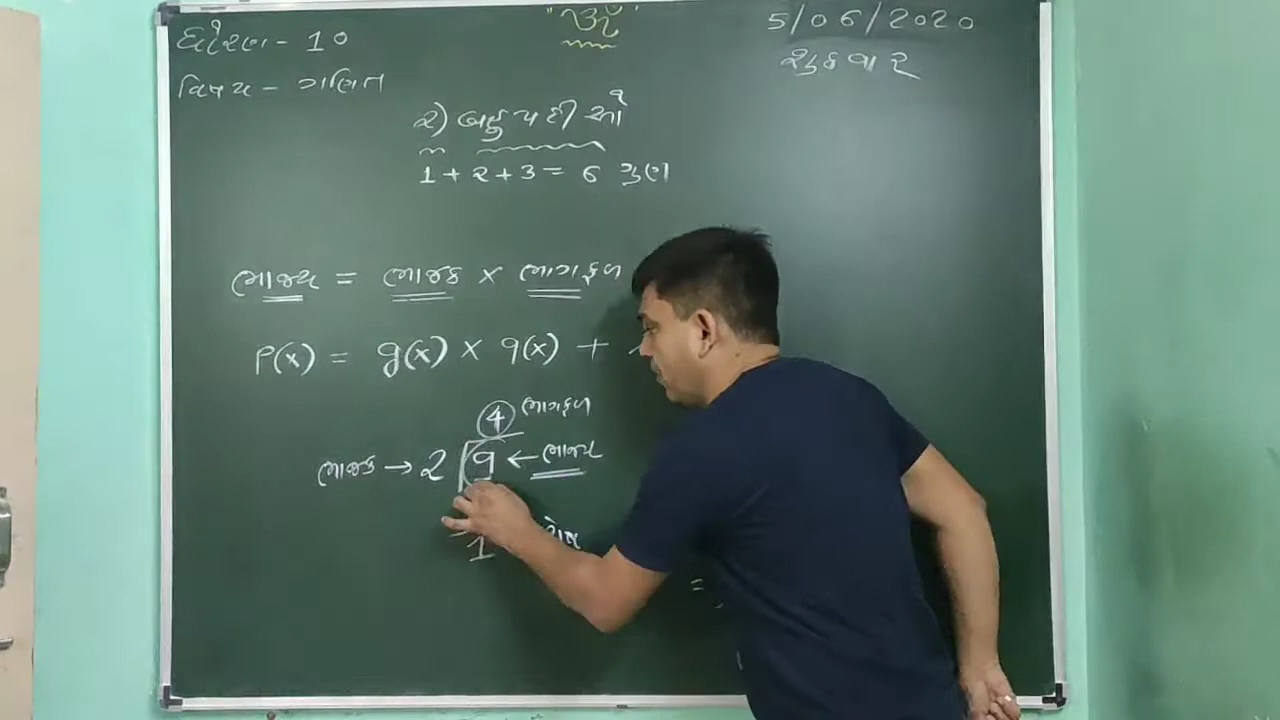 ધોરણ - 10
"ૐ"
5/06/2020
વિષય - ગણિત
શુક્રવાર
૨) બહુપદીઓ
1 + 2 + 3 = 6 ગુણ
ભાજ્ય = ભાજક × ભાગફળ
P(x) = g(x) × q(x) +
4 ભાગફળ
ભાજક → 2 9 ← ભાજ્ય
1
=